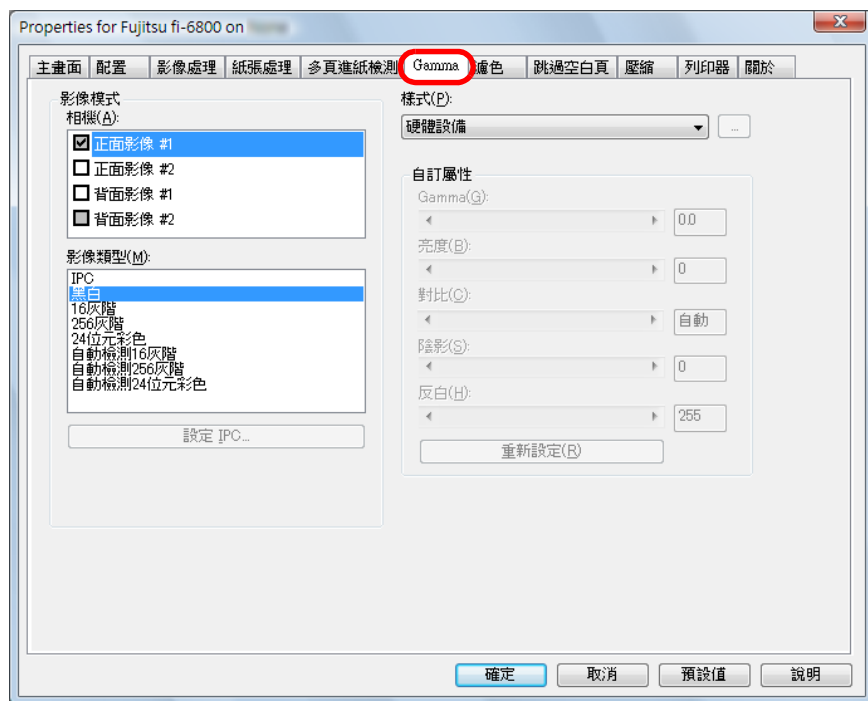 Properties for Fujitsu fi-6800 on
主畫面 配置 影像處理 紙張處理 多頁進紙檢測 Gamma 濾色 跳過空白頁 壓縮 列印器 關於
影像模式
相機(A):
正面影像 #1
正面影像 #2
背面影像 #1
背面影像 #2
影像類型(M):
IPC
黑白
16灰階
256灰階
24位元彩色
自動檢測16灰階
自動檢測256灰階
自動檢測24位元彩色
設定 IPC...
樣式(P):
硬體設備
...
自訂屬性
Gamma(G):
0.0
亮度(B):
0
對比(C):
自動
陰影(S):
0
反白(H):
255
重新設定(R)
確定 取消 預設值 說明